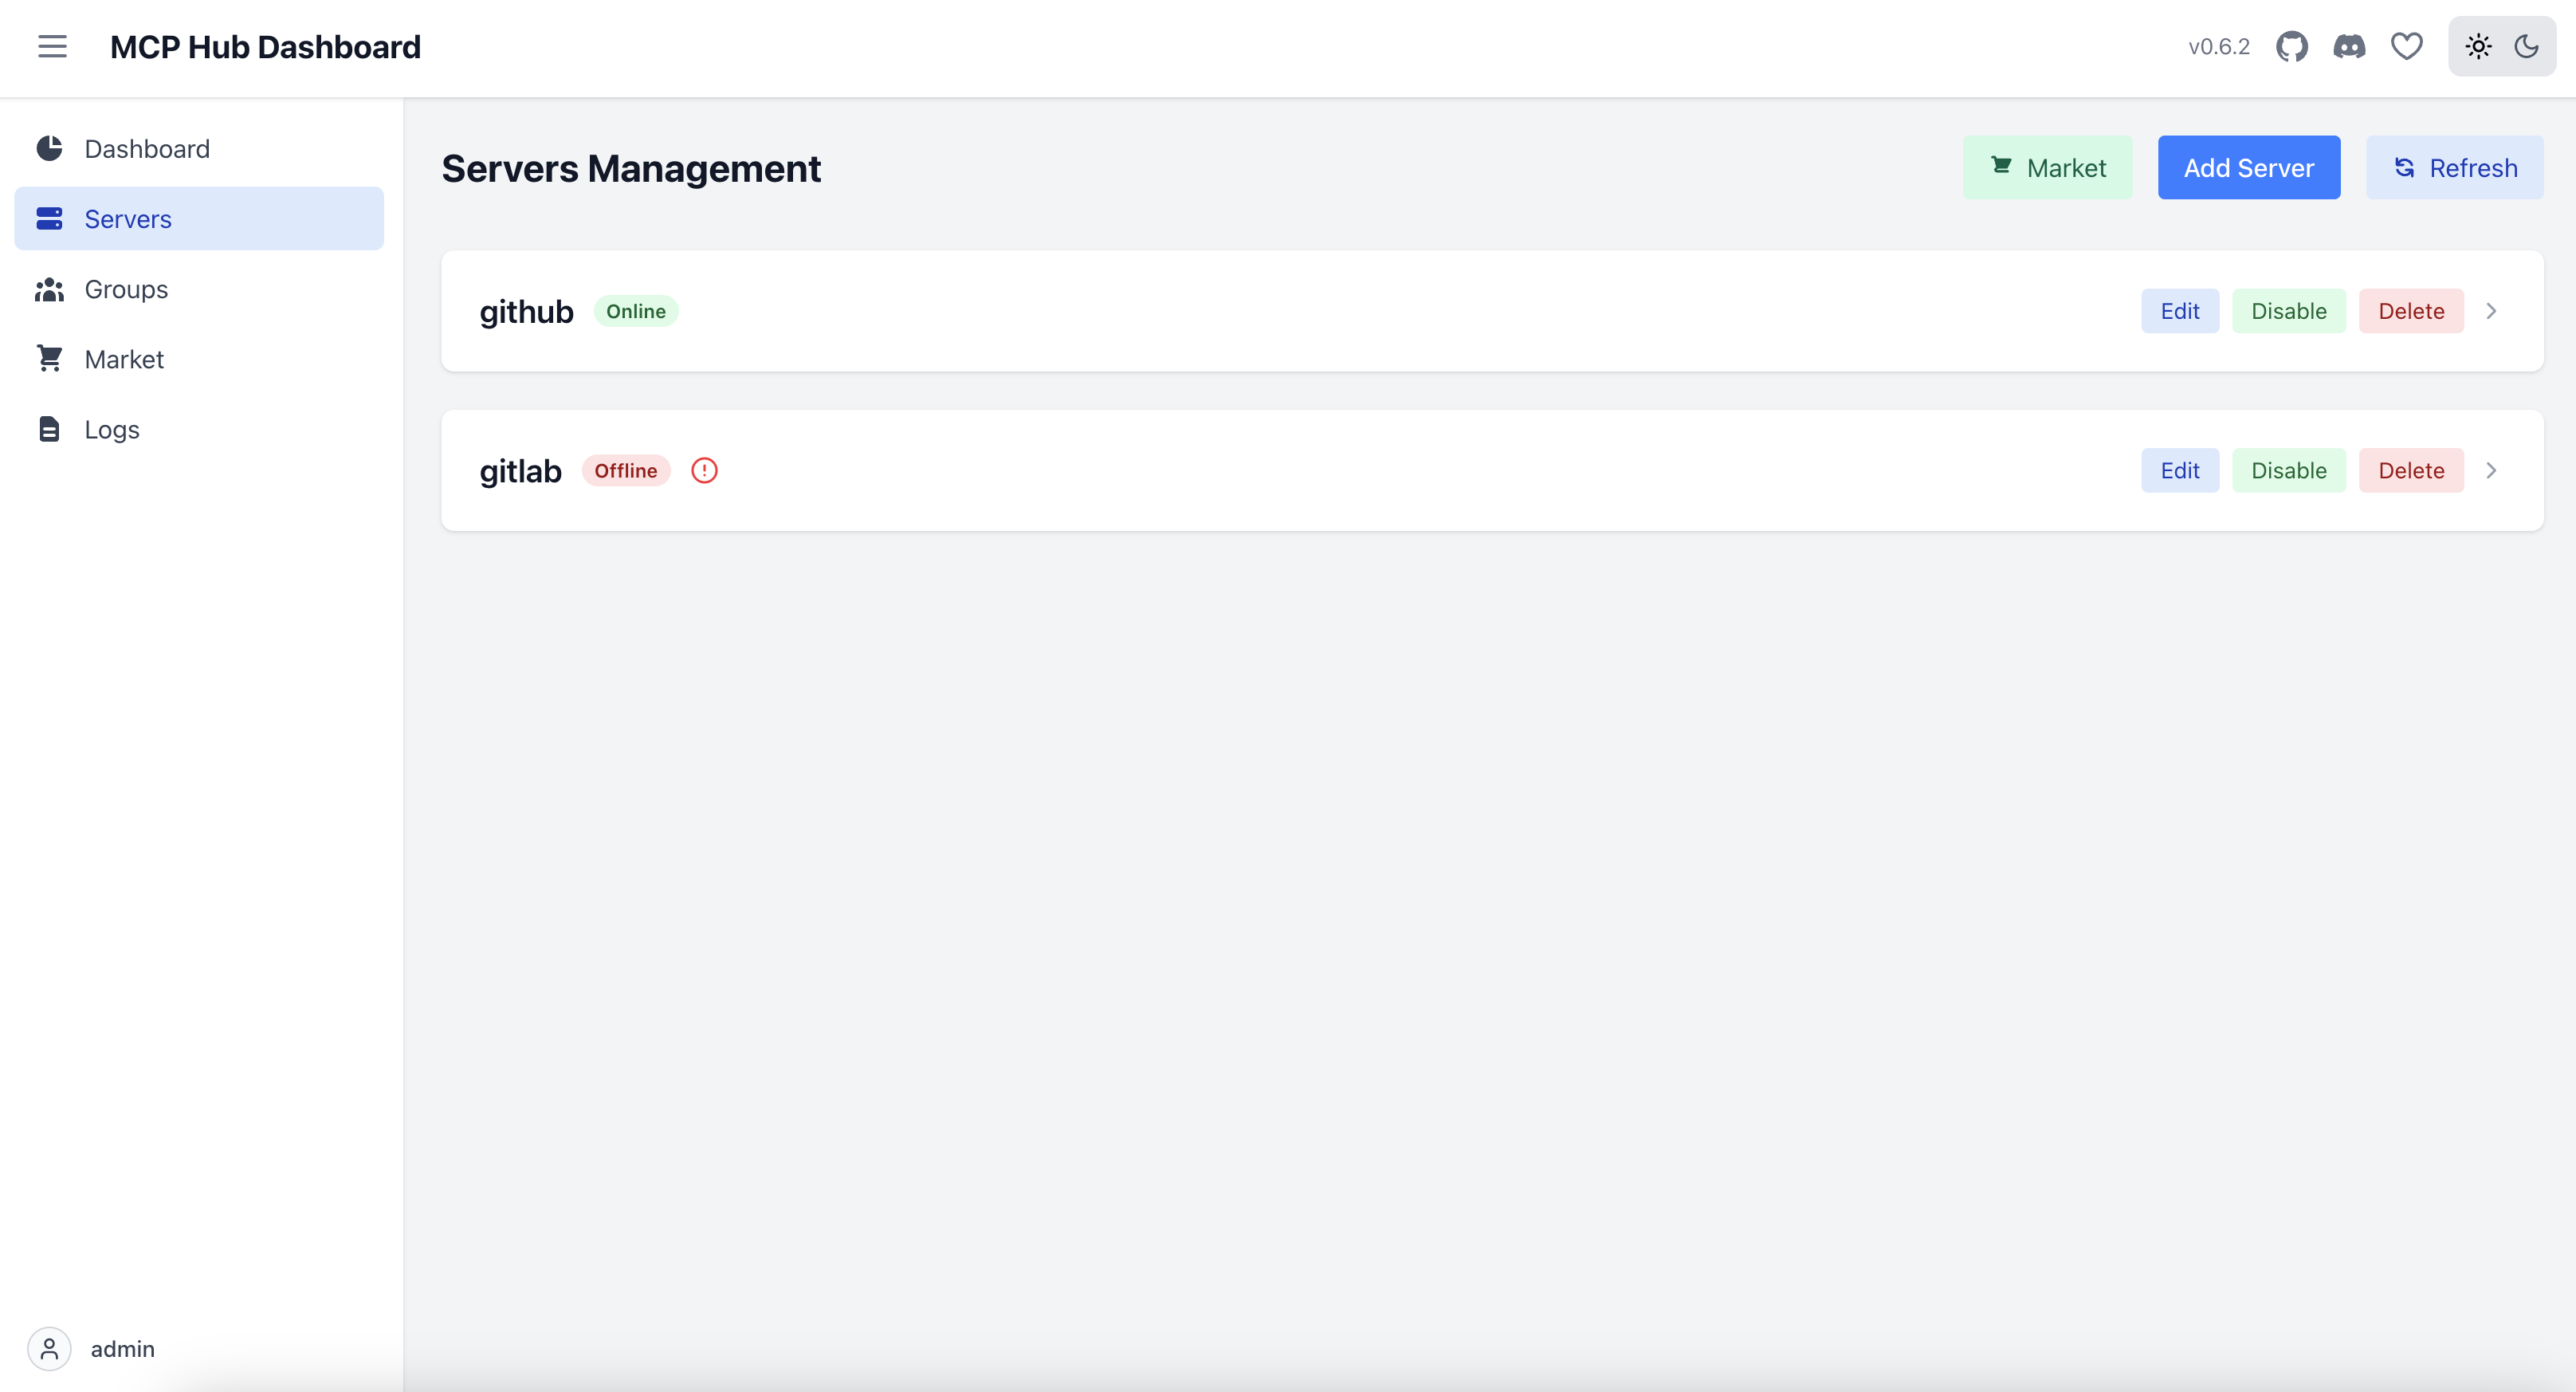 MCP Hub Dashboard
v0.6.2
Dashboard
Servers
Groups
Market
Logs
admin
Servers Management
Market
Add Server
Refresh
github Online
Edit Disable Delete
gitlab Offline
Edit Disable Delete